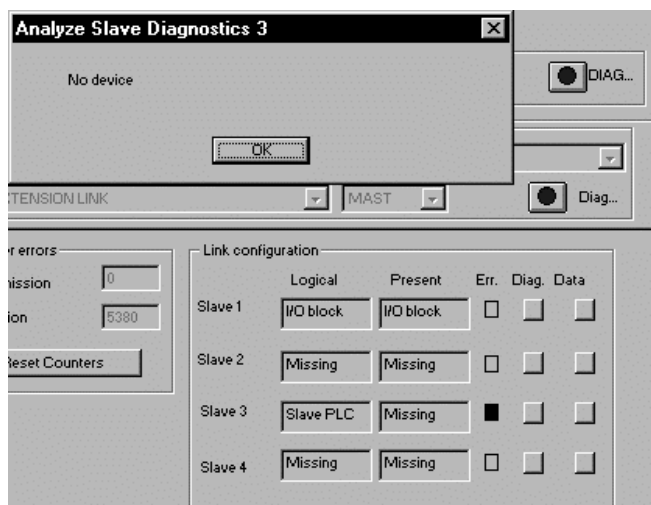 Analyze Slave Diagnostics 3
No device
OK
DIAG...
TENSION LINK
MAST
Diag...
r errors
Link configuration
Logical Present Err. Diag. Data
ission 0
Slave 1 I/O block I/O block
ion 5380
Reset Counters
Slave 2 Missing Missing
Slave 3 Slave PLC Missing
Slave 4 Missing Missing